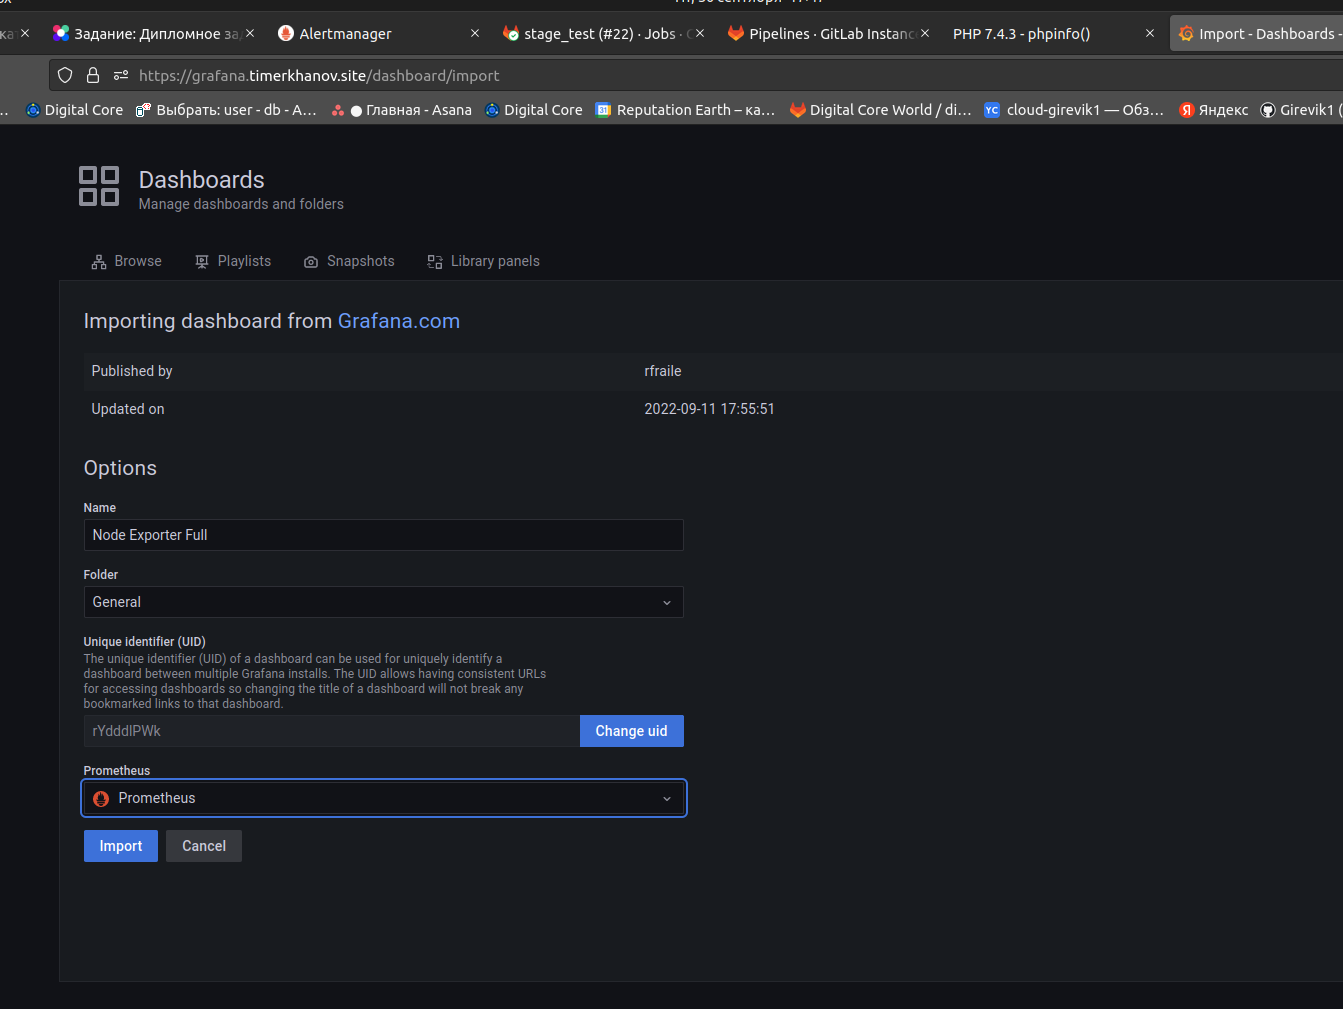 Задание: Дипломное за
Alertmanager
stage_test (#22) · Jobs ·
Pipelines · GitLab Instanc
PHP 7.4.3 - phpinfo()
Import - Dashboards -
https://grafana.timerkhanov.site/dashboard/import
Digital Core
Выбрать: user - db - A...
Главная - Asana
Digital Core
Reputation Earth – ка...
Digital Core World / di...
YC cloud-girevik1 — Обз...
Яндекс
Girevik1 (
Dashboards
Manage dashboards and folders
Browse
Playlists
Snapshots
Library panels
Importing dashboard from Grafana.com
Published by rfraile
Updated on 2022-09-11 17:55:51
Options
Name
Node Exporter Full
Folder
General
Unique identifier (UID)
The unique identifier (UID) of a dashboard can be used for uniquely identify a
dashboard between multiple Grafana installs. The UID allows having consistent URLs
for accessing dashboards so changing the title of a dashboard will not break any
bookmarked links to that dashboard.
rYdddlPWk
Change uid
Prometheus
Prometheus
Import
Cancel